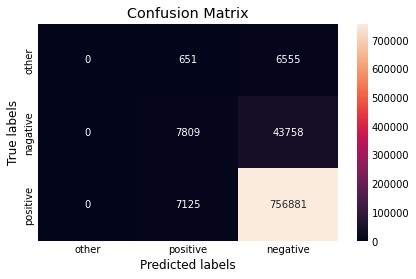 Confusion Matrix
True labels
other
nagative
positive
0 651 6555
0 7809 43758
0 7125 756881
other positive negative
Predicted labels
700000
600000
500000
400000
300000
200000
100000
0